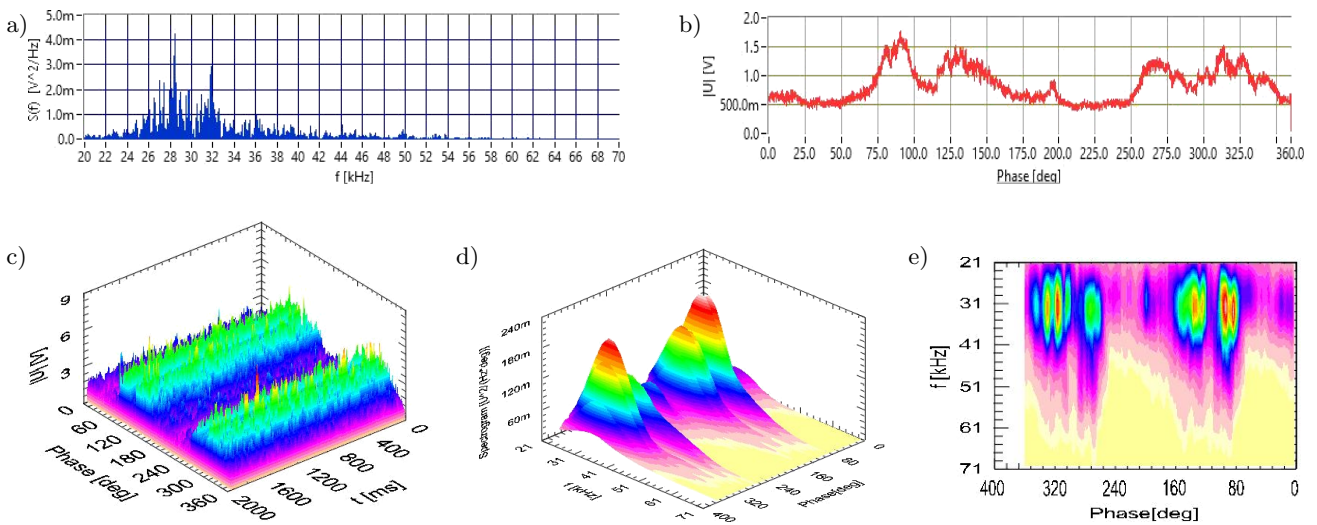 a)
5.0m
4.0m
3.0m
2.0m
1.0m
0.0
S(f) [V^2/Hz]
20 22 24 26 28 30 32 34 36 38 40 42 44 46 48 50 52 54 56 58 60 62 64 66 68 70
f [kHz]
b)
2.0
1.5
1.0
500.0m
0.0
|U| [V]
0.0 25.0 50.0 75.0 100.0 125.0 150.0 175.0 200.0 225.0 250.0 275.0 300.0 325.0 360.0
Phase [deg]
c)
9
6
3
0
|U| [V]
0 60 120 180 240 300 360
Phase [deg]
2000 1600 1200 800 400 0
t [ms]
d)
240m
180m
120m
60m
Spectrogram [(V^2)/(Hz*deg)]
21 31 41 51 61 71
f [kHz]
400 320 240 160 80 0
Phase[deg]
e)
21
31
41
51
61
71
f [kHz]
400 320 240 160 80 0
Phase[deg]